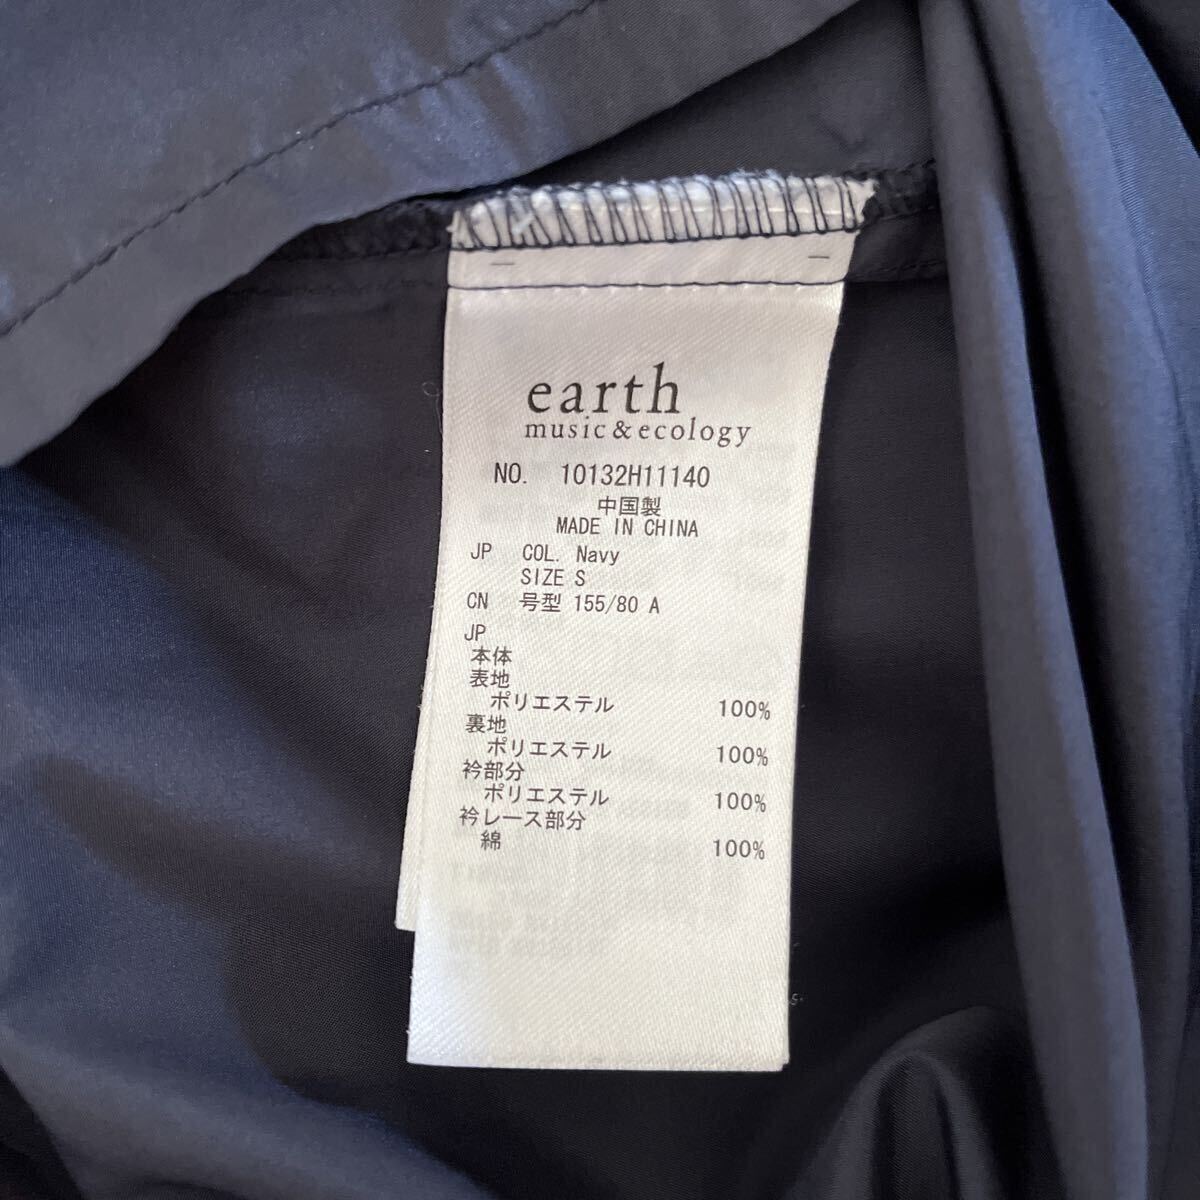 earth
music&ecology
NO. 10132H11140
中国製
MADE IN CHINA
JP COL. Navy
SIZE S
CN 号型 155/80 A
JP
本体
表地
ポリエステル 100%
裏地
ポリエステル 100%
衿部分
ポリエステル 100%
衿レース部分
綿 100%